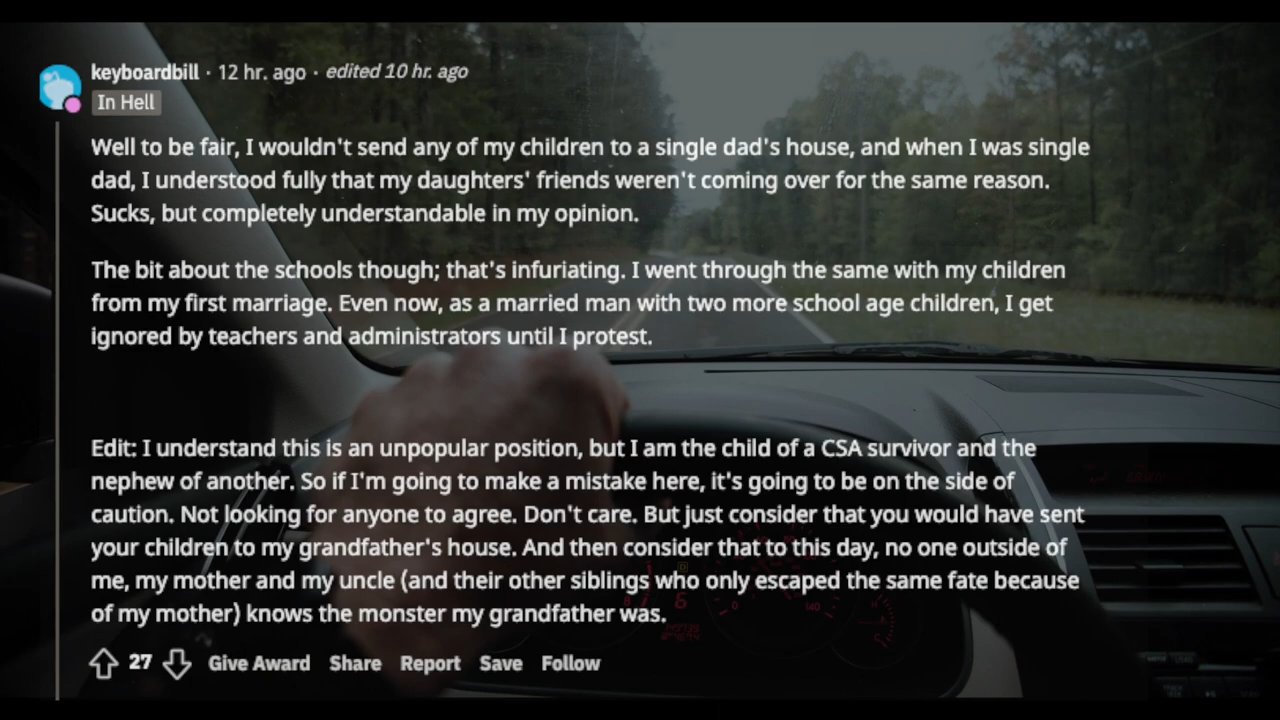 keyboardbill · 12 hr. ago · edited 10 hr. ago
In Hell
Well to be fair, I wouldn't send any of my children to a single dad's house, and when I was single
dad, I understood fully that my daughters' friends weren't coming over for the same reason.
Sucks, but completely understandable in my opinion.
The bit about the schools though; that's infuriating. I went through the same with my children
from my first marriage. Even now, as a married man with two more school age children, I get
ignored by teachers and administrators until I protest.
Edit: I understand this is an unpopular position, but I am the child of a CSA survivor and the
nephew of another. So if I'm going to make a mistake here, it's going to be on the side of
caution. Not looking for anyone to agree. Don't care. But just consider that you would have sent
your children to my grandfather's house. And then consider that to this day, no one outside of
me, my mother and my uncle (and their other siblings who only escaped the same fate because
of my mother) knows the monster my grandfather was.
27 Give Award Share Report Save Follow